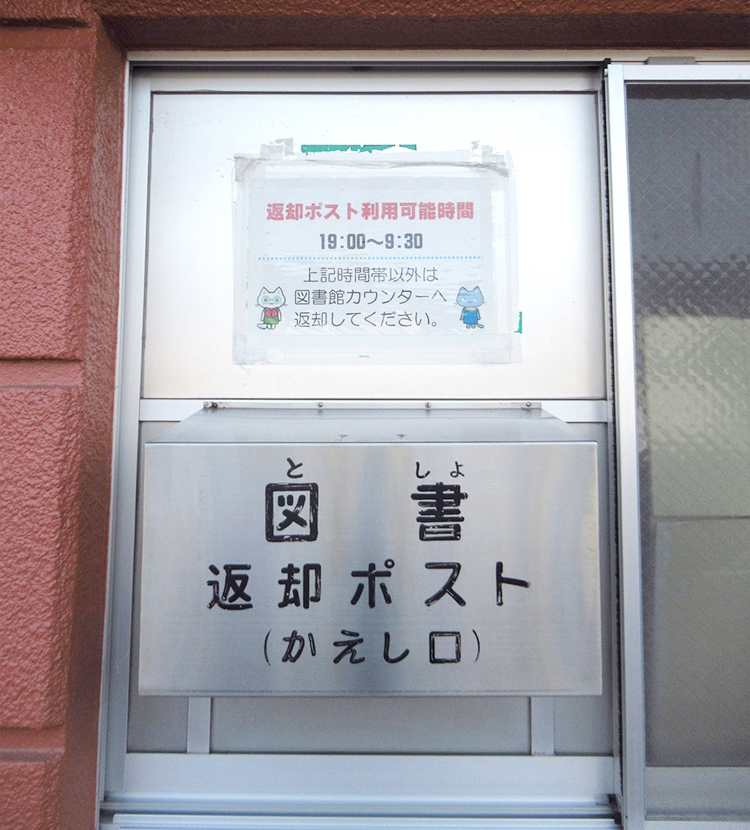 返却ポスト利用可能時間
19:00～9:30
上記時間帯以外は
図書館カウンターへ
返却してください。
と しよ
図書
返却ポスト
(かえし口)